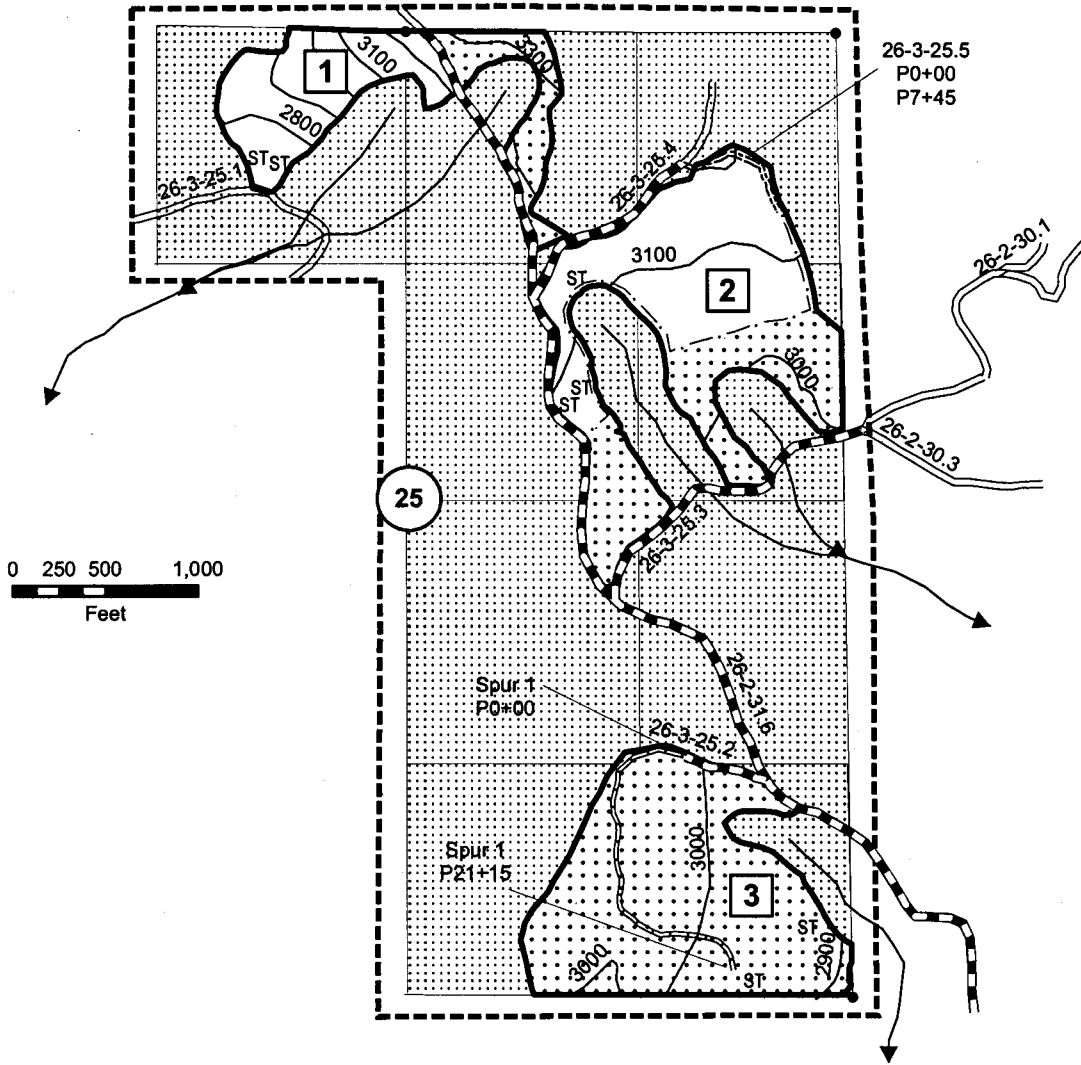 26-3-25.5
P0+00
P7+45
1
3100
3300
2800
ST
ST
26-3-25.1
26-3-25.4
3100
26-2-30.1
ST
2
3000
ST
ST
26-2-30.3
25
26-3-25.3
0 250 500 1,000
Feet
Spur 1
P0+00
26-3-25.2
26-2-31.6
Spur 1
P21+15
3000
3
ST
2900
3000
ST